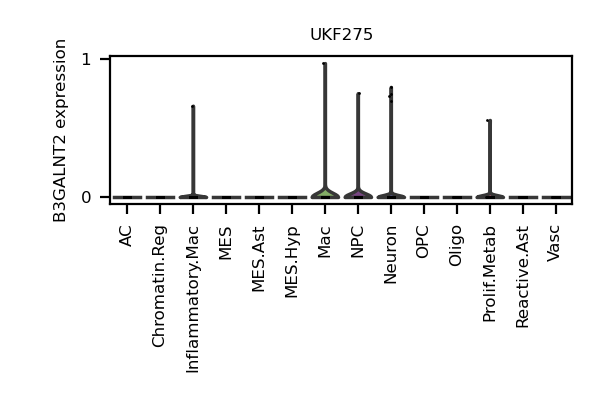 UKF275
B3GALNT2 expression
1
0
AC
Chromatin.Reg
Inflammatory.Mac
MES
MES.Ast
MES.Hyp
Mac
NPC
Neuron
OPC
Oligo
Prolif.Metab
Reactive.Ast
Vasc